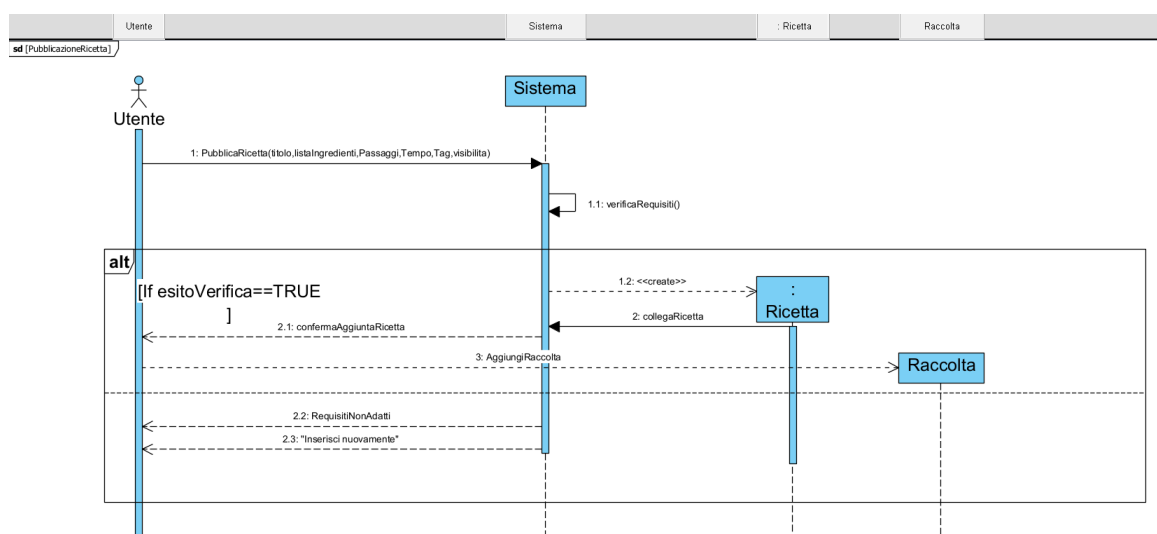 Utente
Sistema
: Ricetta
Raccolta
sd [PubblicazioneRicetta]
Sistema
Utente
1: PubblicaRicetta(titolo,listaIngredienti,Passaggi,Tempo,Tag,visibilita)
1.1: verificaRequisiti()
alt
1.2: <<create>>
[If esitoVerifica==TRUE
]
:
Ricetta
2: collegaRicetta
2.1: confermaAggiuntaRicetta
3: AggiungiRaccolta
Raccolta
2.2: RequisitiNonAdatti
2.3: "Inserisci nuovamente"